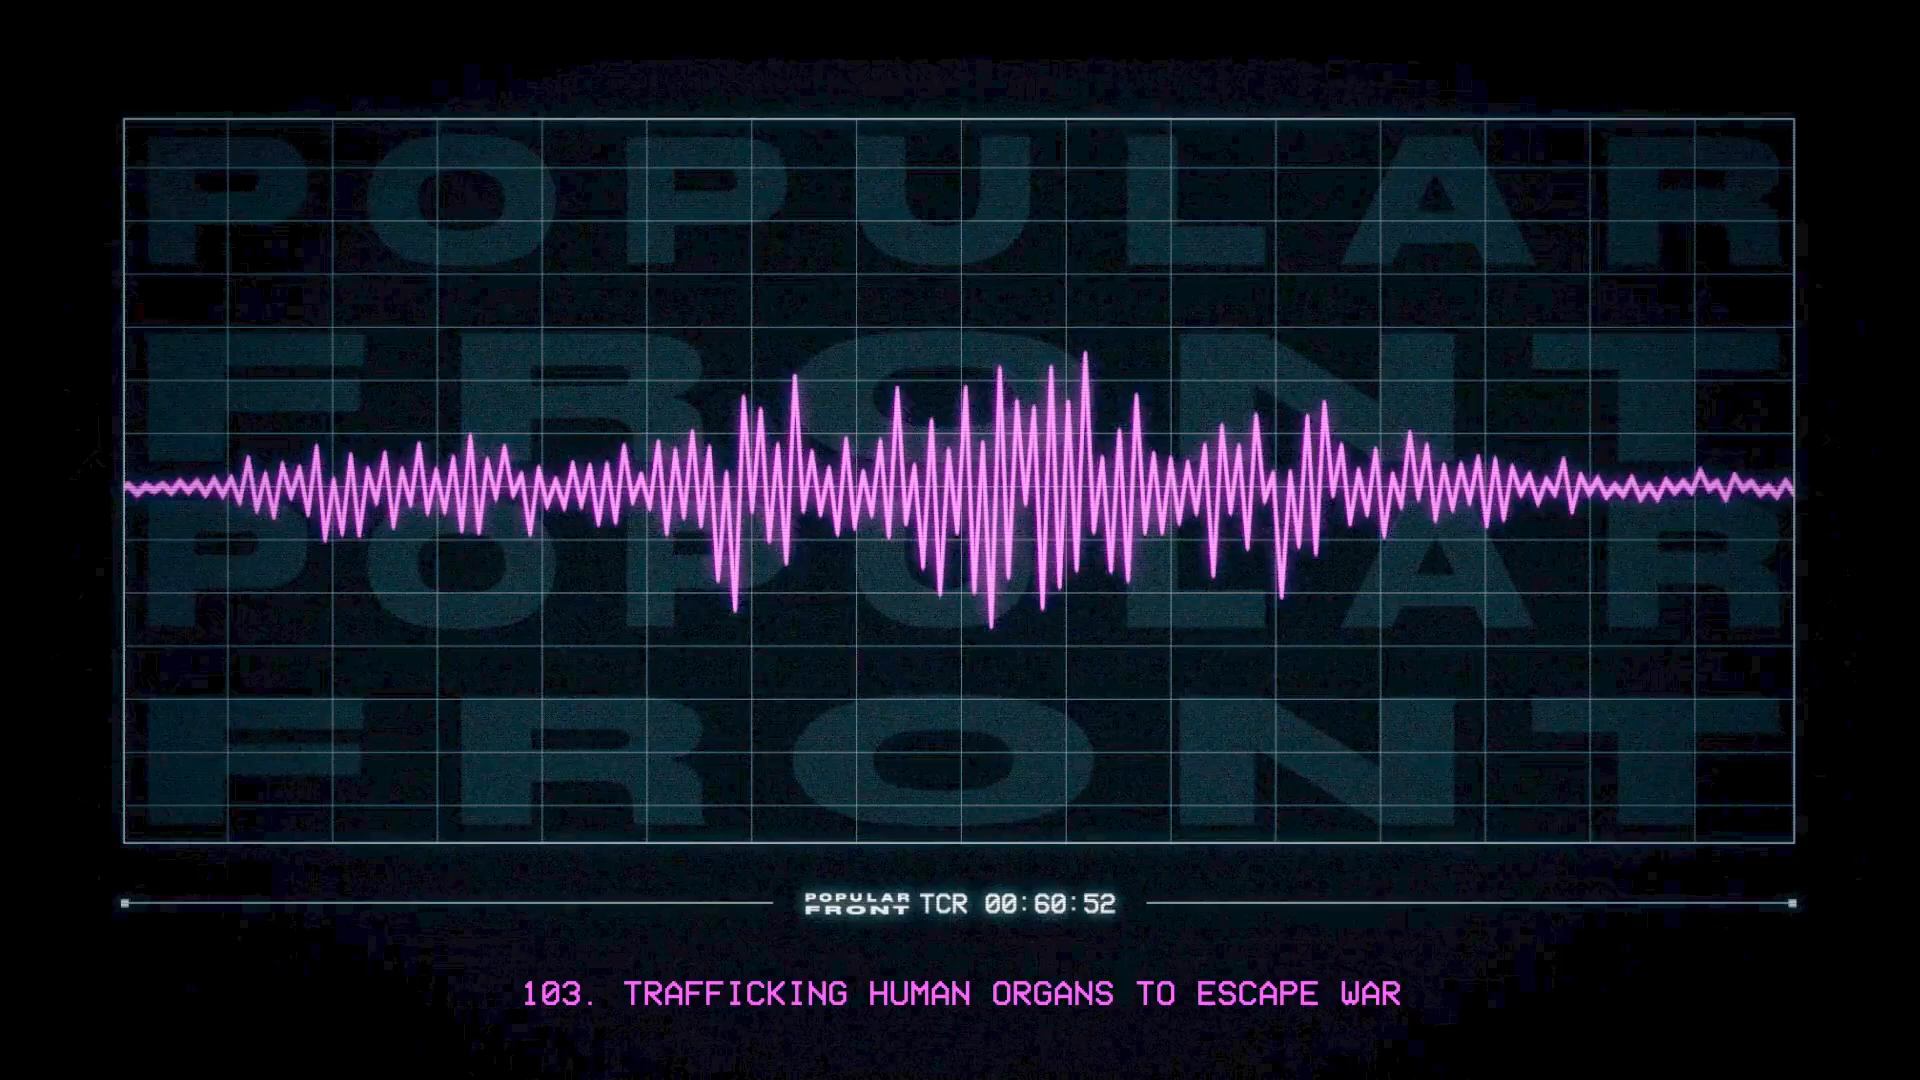 POPULAR
FRONT
POPULAR
FRONT
POPULAR
FRONT
TCR 00:60:52
103. TRAFFICKING HUMAN ORGANS TO ESCAPE WAR